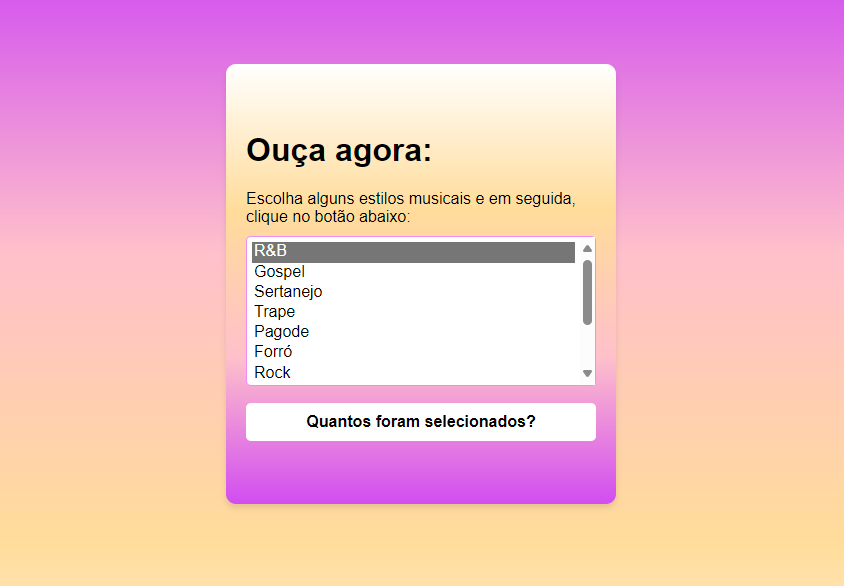 Ouça agora:
Escolha alguns estilos musicais e em seguida,
clique no botão abaixo:
R&B
Gospel
Sertanejo
Trape
Pagode
Forró
Rock
Quantos foram selecionados?